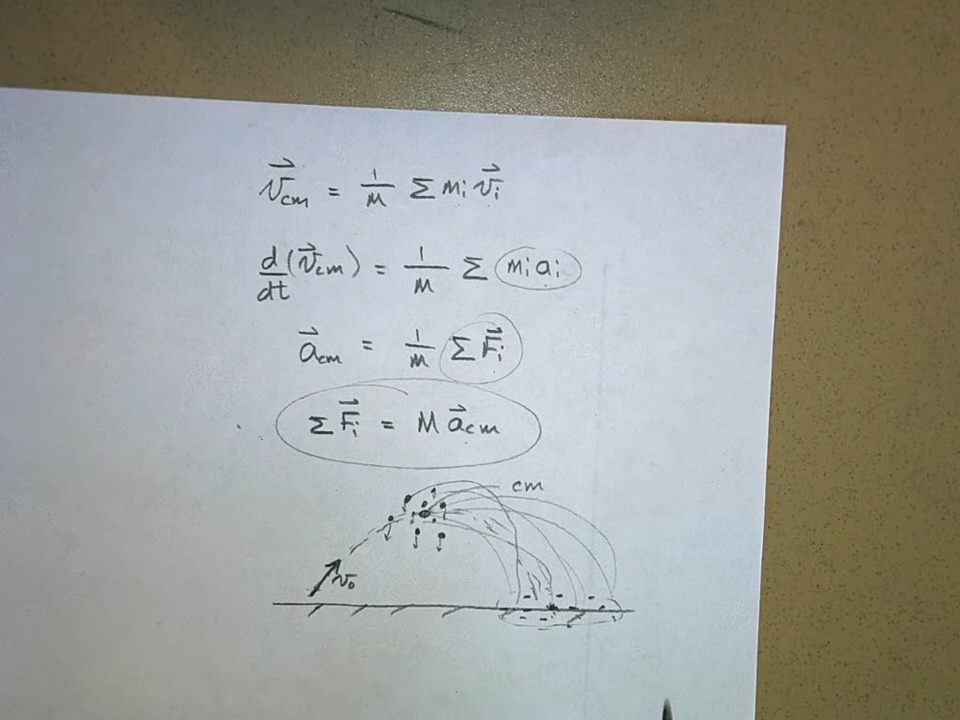 v⃗cm = 1/M Σ mi v⃗i
d/dt (v⃗cm) = 1/M Σ mi ai
a⃗cm = 1/M Σ F⃗i
Σ F⃗i = M a⃗cm
cm
v₀